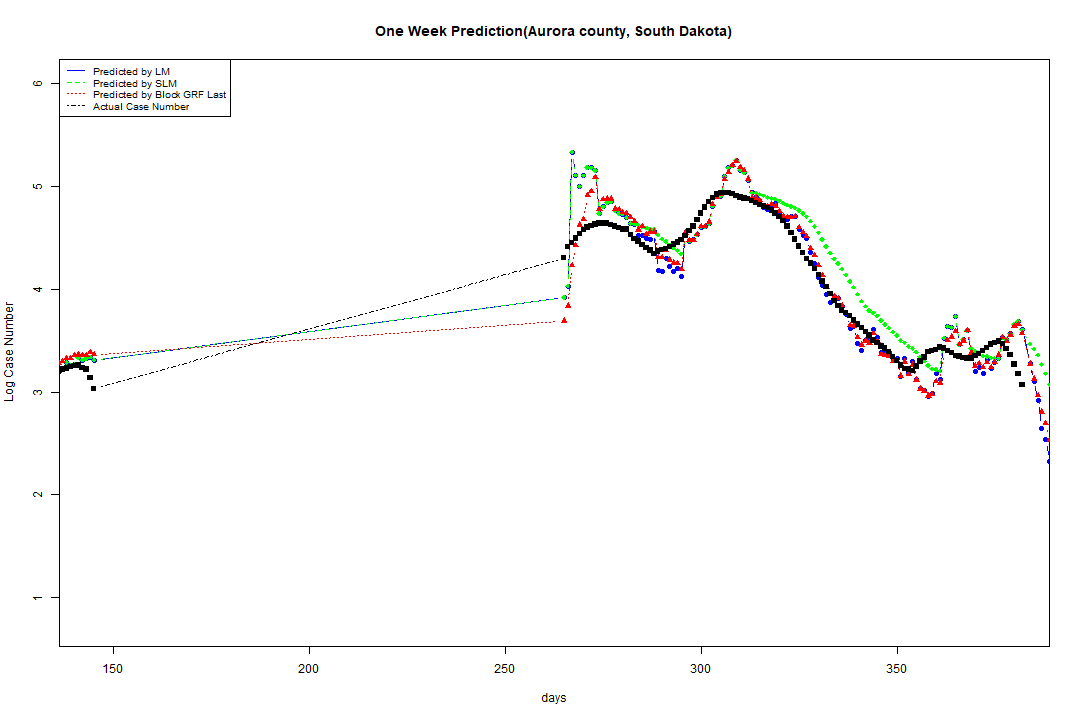 One Week Prediction(Aurora county, South Dakota)
Predicted by LM
Predicted by SLM
Predicted by Block GRF Last
Actual Case Number
6
5
4
3
2
1
Log Case Number
150
200
250
300
350
days